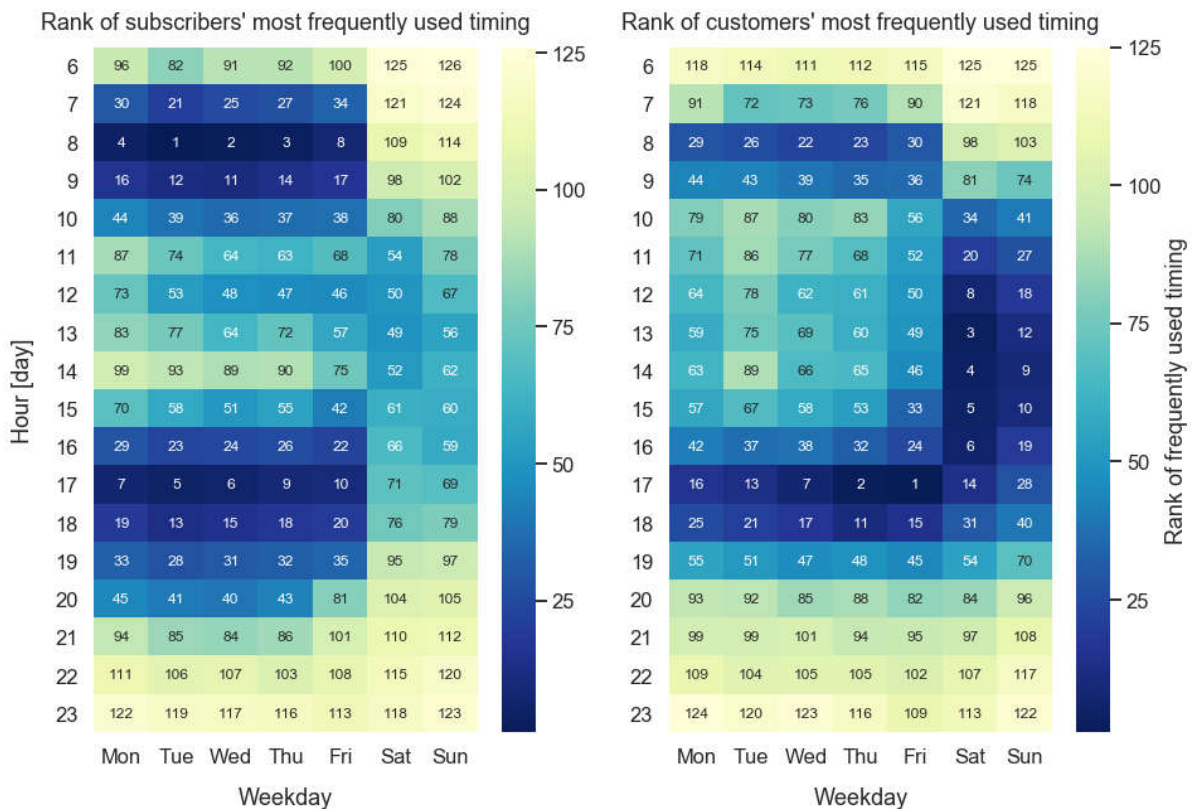 Rank of subscribers' most frequently used timing
Rank of customers' most frequently used timing
Hour [day]
6 96 82 91 92 100 125 126
7 30 21 25 27 34 121 124
8 4 1 2 3 8 109 114
9 16 12 11 14 17 98 102
10 44 39 36 37 38 80 88
11 87 74 64 63 68 54 78
12 73 53 48 47 46 50 67
13 83 77 64 72 57 49 56
14 99 93 89 90 75 52 62
15 70 58 51 55 42 61 60
16 29 23 24 26 22 66 59
17 7 5 6 9 10 71 69
18 19 13 15 18 20 76 79
19 33 28 31 32 35 95 97
20 45 41 40 43 81 104 105
21 94 85 84 86 101 110 112
22 111 106 107 103 108 115 120
23 122 119 117 116 113 118 123
Mon Tue Wed Thu Fri Sat Sun
Weekday
125
100
75
50
25
6 118 114 111 112 115 125 125
7 91 72 73 76 90 121 118
8 29 26 22 23 30 98 103
9 44 43 39 35 36 81 74
10 79 87 80 83 56 34 41
11 71 86 77 68 52 20 27
12 64 78 62 61 50 8 18
13 59 75 69 60 49 3 12
14 63 89 66 65 46 4 9
15 57 67 58 53 33 5 10
16 42 37 38 32 24 6 19
17 16 13 7 2 1 14 28
18 25 21 17 11 15 31 40
19 55 51 47 48 45 54 70
20 93 92 85 88 82 84 96
21 99 99 101 94 95 97 108
22 109 104 105 105 102 107 117
23 124 120 123 116 109 113 122
Mon Tue Wed Thu Fri Sat Sun
Weekday
125
100
75
50
25
Rank of frequently used timing